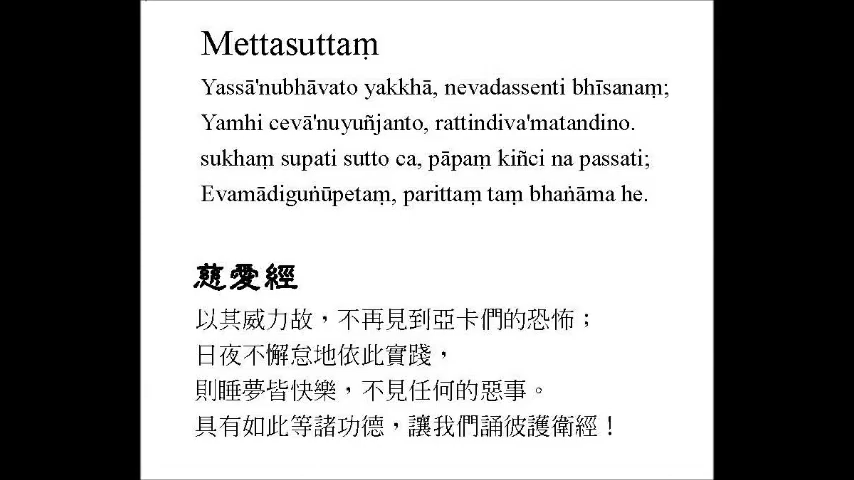 Mettasuttaṃ
Yassā'nubhāvato yakkhā, nevadassenti bhīsanaṃ;
Yamhi cevā'nuyuñjanto, rattindiva'matandino.
sukhaṃ supati sutto ca, pāpaṃ kiñci na passati;
Evamādiguṅūpetaṃ, parittaṃ taṃ bhaṅāma he.
慈愛經
以其威力故，不再見到亞卡們的恐怖；
日夜不懈怠地依此實踐，
則睡夢皆快樂，不見任何的惡事。
具有如此等諸功德，讓我們誦彼護衛經！